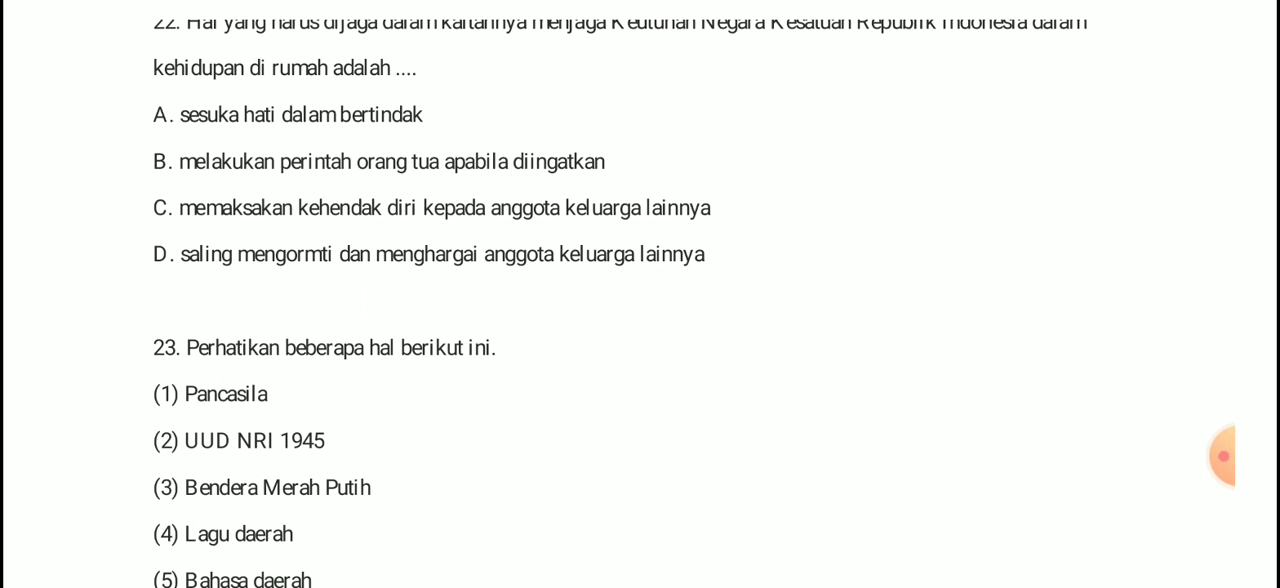 22. Hal yang harus dijaga dalam kaitannya menjaga Keutuhan Negara Kesatuan Republik Indonesia dalam
kehidupan di rumah adalah ....
A. sesuka hati dalam bertindak
B. melakukan perintah orang tua apabila diingatkan
C. memaksakan kehendak diri kepada anggota keluarga lainnya
D. saling mengormti dan menghargai anggota keluarga lainnya
23. Perhatikan beberapa hal berikut ini.
(1) Pancasila
(2) UUD NRI 1945
(3) Bendera Merah Putih
(4) Lagu daerah
(5) Bahasa daerah